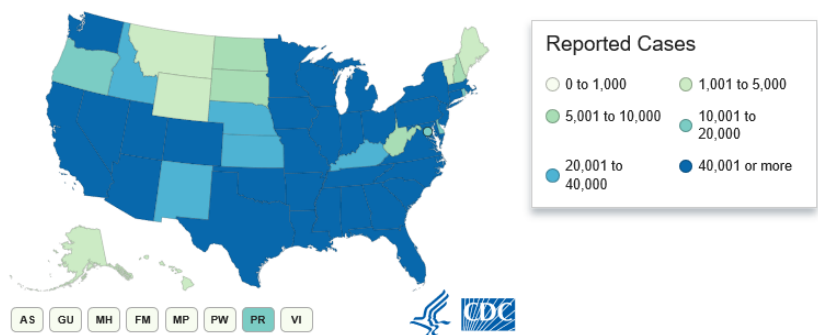 Reported Cases
0 to 1,000
1,001 to 5,000
5,001 to 10,000
10,001 to
20,000
20,001 to
40,000
40,001 or more
AS GU MH FM MP PW PR VI
CDC